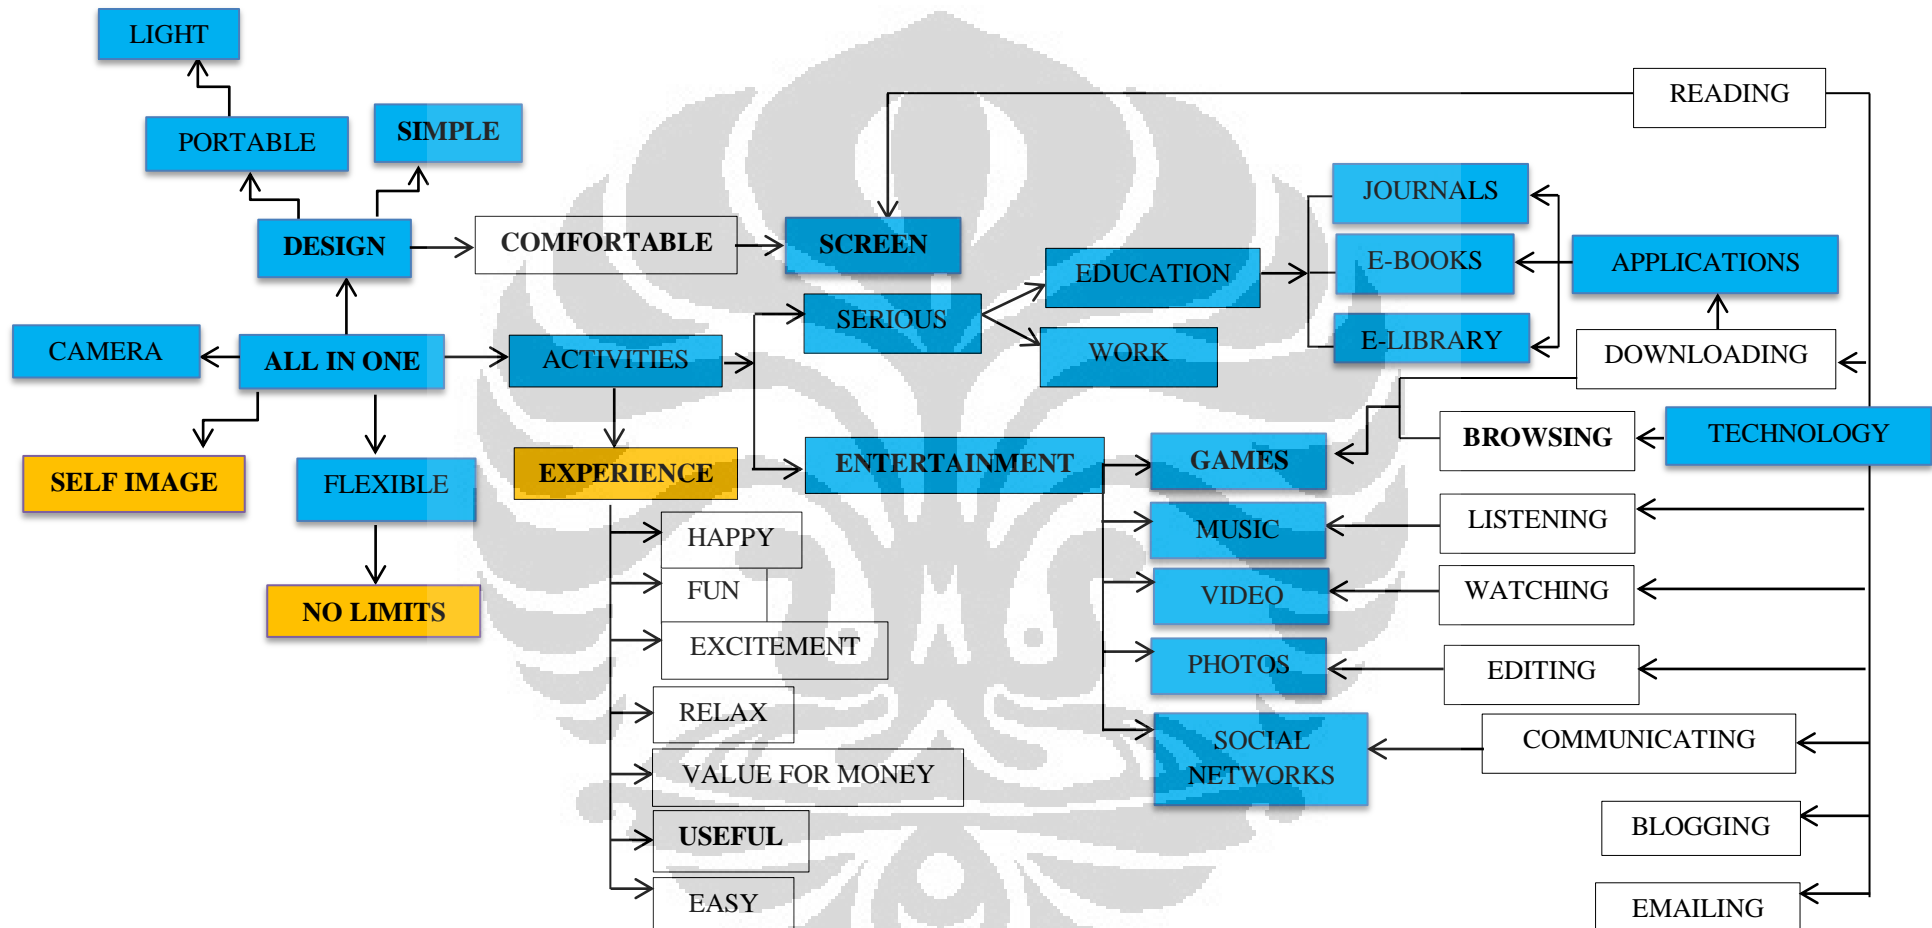 LIGHT
READING
PORTABLE
SIMPLE
JOURNALS
DESIGN
COMFORTABLE
SCREEN
E-BOOKS
APPLICATIONS
EDUCATION
SERIOUS
E-LIBRARY
CAMERA
ALL IN ONE
ACTIVITIES
WORK
DOWNLOADING
BROWSING
TECHNOLOGY
SELF IMAGE
FLEXIBLE
EXPERIENCE
ENTERTAINMENT
GAMES
HAPPY
MUSIC
LISTENING
FUN
VIDEO
WATCHING
NO LIMITS
EXCITEMENT
PHOTOS
EDITING
RELAX
SOCIAL
NETWORKS
COMMUNICATING
VALUE FOR MONEY
USEFUL
BLOGGING
EASY
EMAILING